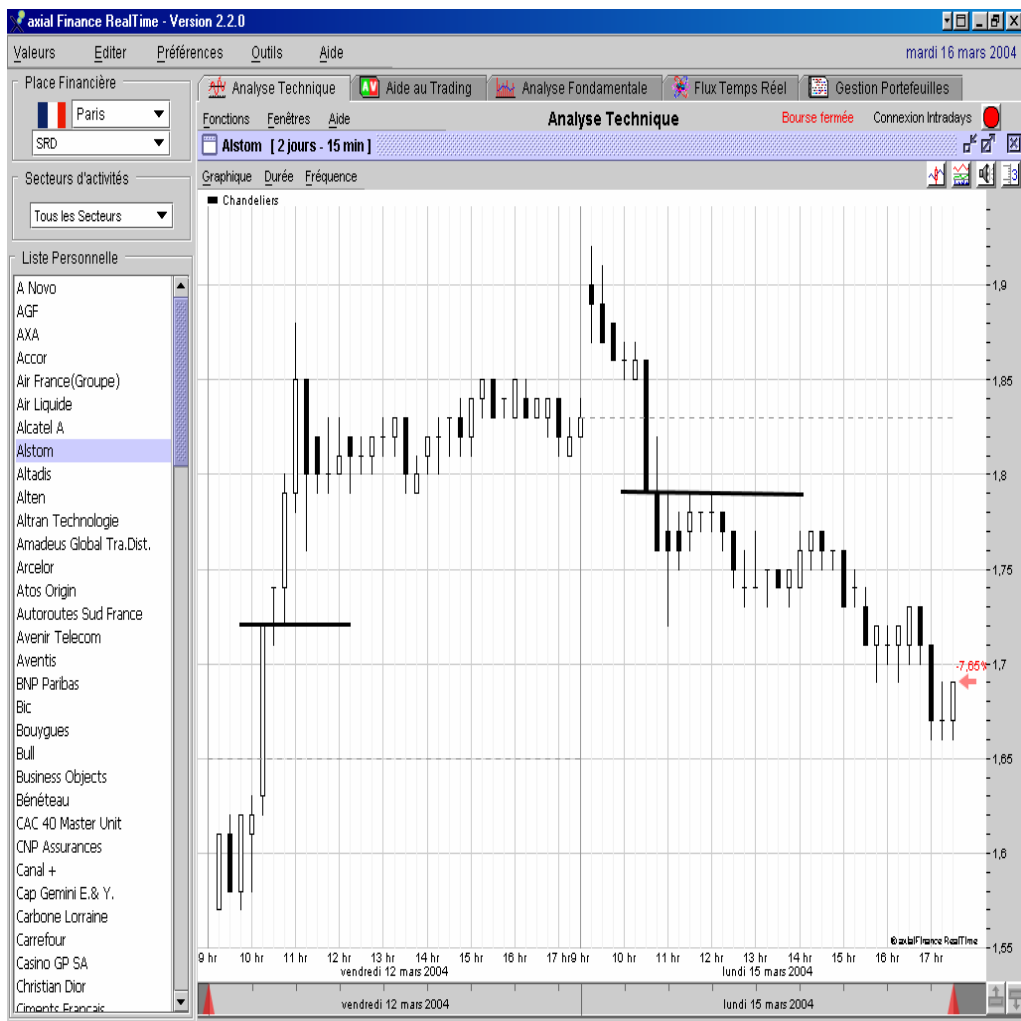 axial Finance RealTime - Version 2.2.0
Valeurs Editer Préférences Outils Aide mardi 16 mars 2004
Place Financière
Paris
SRD
Secteurs d'activités
Tous les Secteurs
Liste Personnelle
A Novo
AGF
AXA
Accor
Air France(Groupe)
Air Liquide
Alcatel A
Alstom
Altadis
Alten
Altran Technologie
Amadeus Global Tra.Dist.
Arcelor
Atos Origin
Autoroutes Sud France
Avenir Telecom
Aventis
BNP Paribas
Bic
Bouygues
Bull
Business Objects
Bénéteau
CAC 40 Master Unit
CNP Assurances
Canal +
Cap Gemini E.& Y.
Carbone Lorraine
Carrefour
Casino GP SA
Christian Dior
Ciments Français
Analyse Technique Aide au Trading Analyse Fondamentale Flux Temps Réel Gestion Portefeuilles
Fonctions Fenêtres Aide Analyse Technique Bourse fermée Connexion Intradays
Alstom [ 2 jours - 15 min ]
Graphique Durée Fréquence
Chandeliers
1,9
1,85
1,8
1,75
-7,65% 1,7
1,65
1,6
© axialFinance RealTime
1,55
9 hr 10 hr 11 hr 12 hr 13 hr 14 hr 15 hr 16 hr 17 hr 9 hr 10 hr 11 hr 12 hr 13 hr 14 hr 15 hr 16 hr 17 hr
vendredi 12 mars 2004 lundi 15 mars 2004
vendredi 12 mars 2004 lundi 15 mars 2004